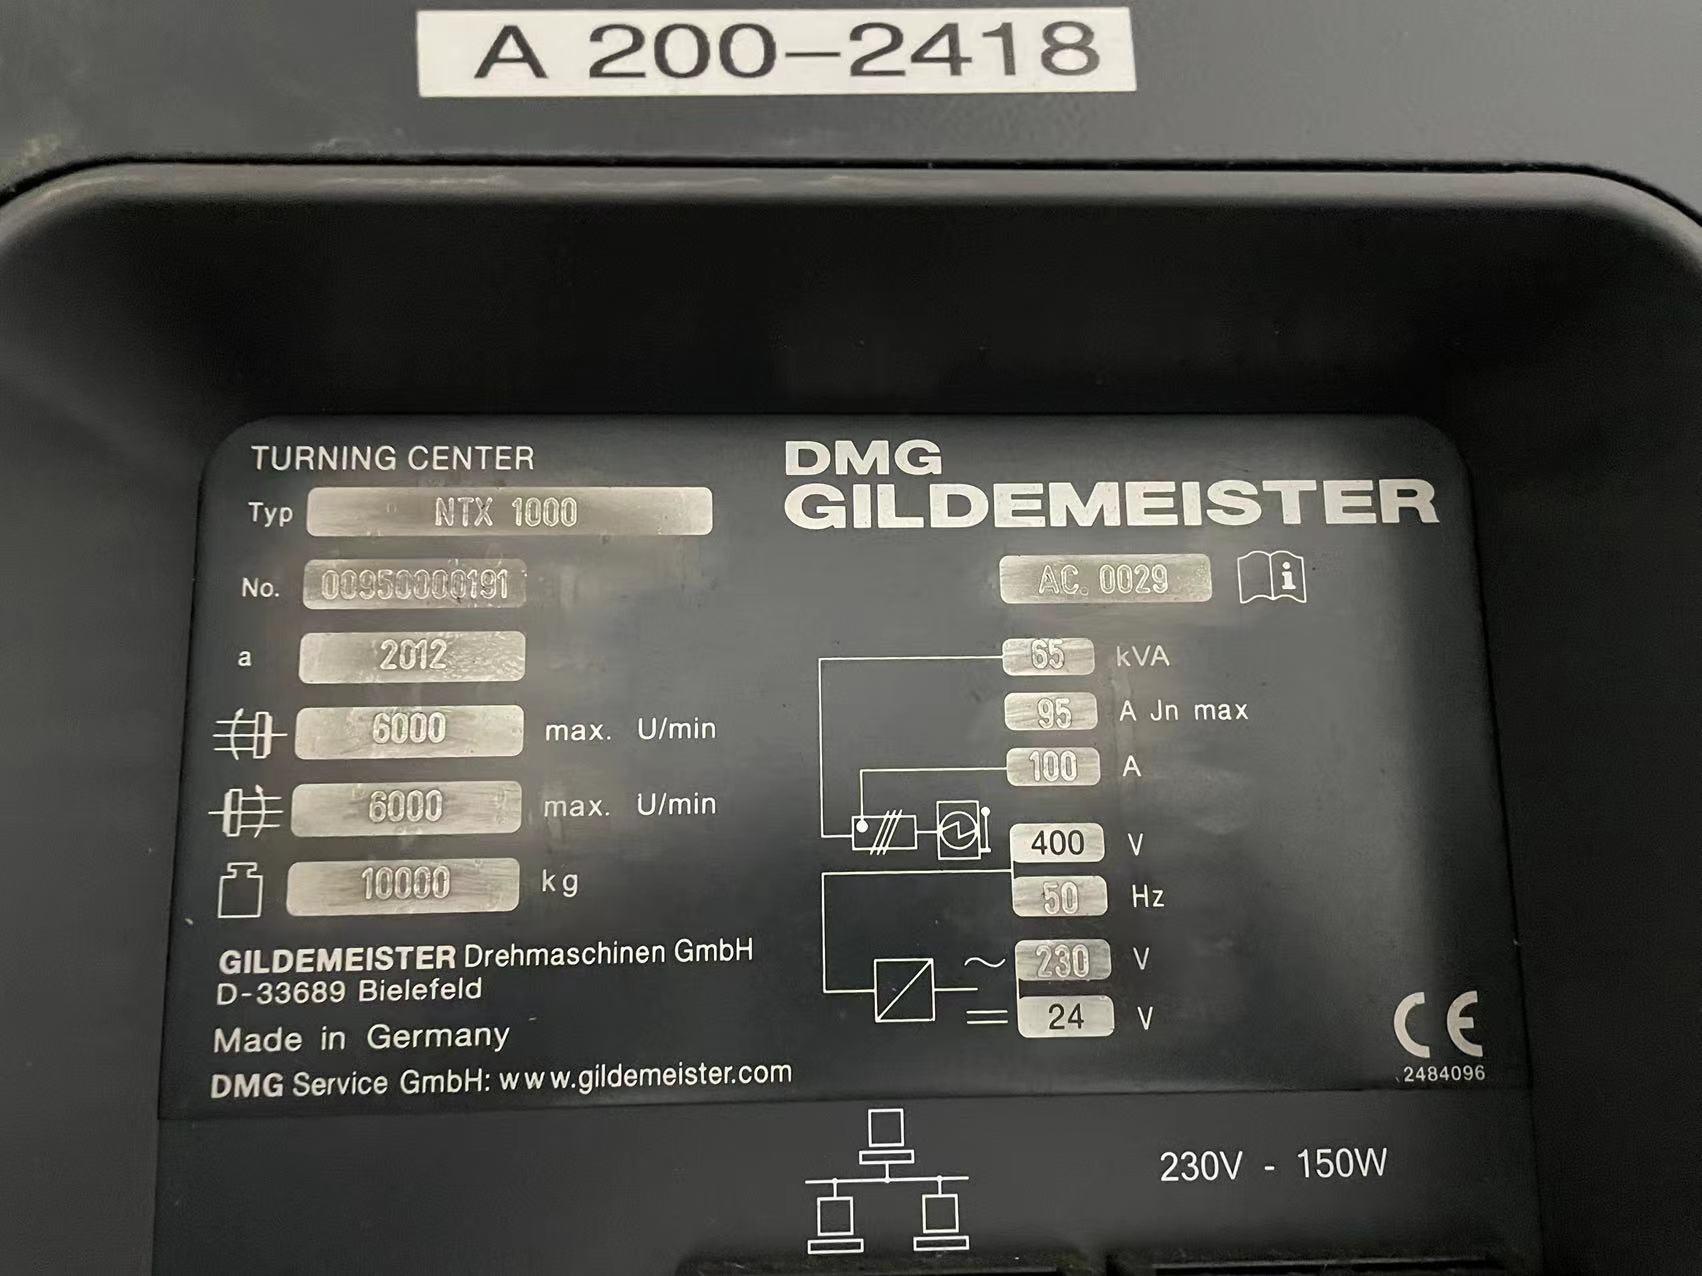 A 200-2418
TURNING CENTER
DMG
GILDEMEISTER
Typ NTX 1000
No. 00950000191
AC. 0029
a 2012
6000 max. U/min
6000 max. U/min
10000 kg
65 kVA
95 A Jn max
100 A
400 V
50 Hz
~ 230 V
24 V
GILDEMEISTER Drehmaschinen GmbH
D-33689 Bielefeld
Made in Germany
DMG Service GmbH: www.gildemeister.com
CE
2484096
230V - 150W